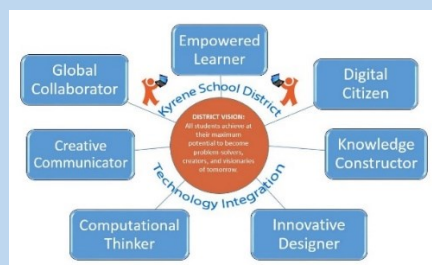 Empowered
Learner
Global
Collaborator
Digital
Citizen
Kyrene School District
DISTRICT VISION:
All students achieve at
their maximum
potential to become
problem-solvers,
creators, and visionaries
of tomorrow.
Creative
Communicator
Knowledge
Constructor
Technology Integration
Computational
Thinker
Innovative
Designer